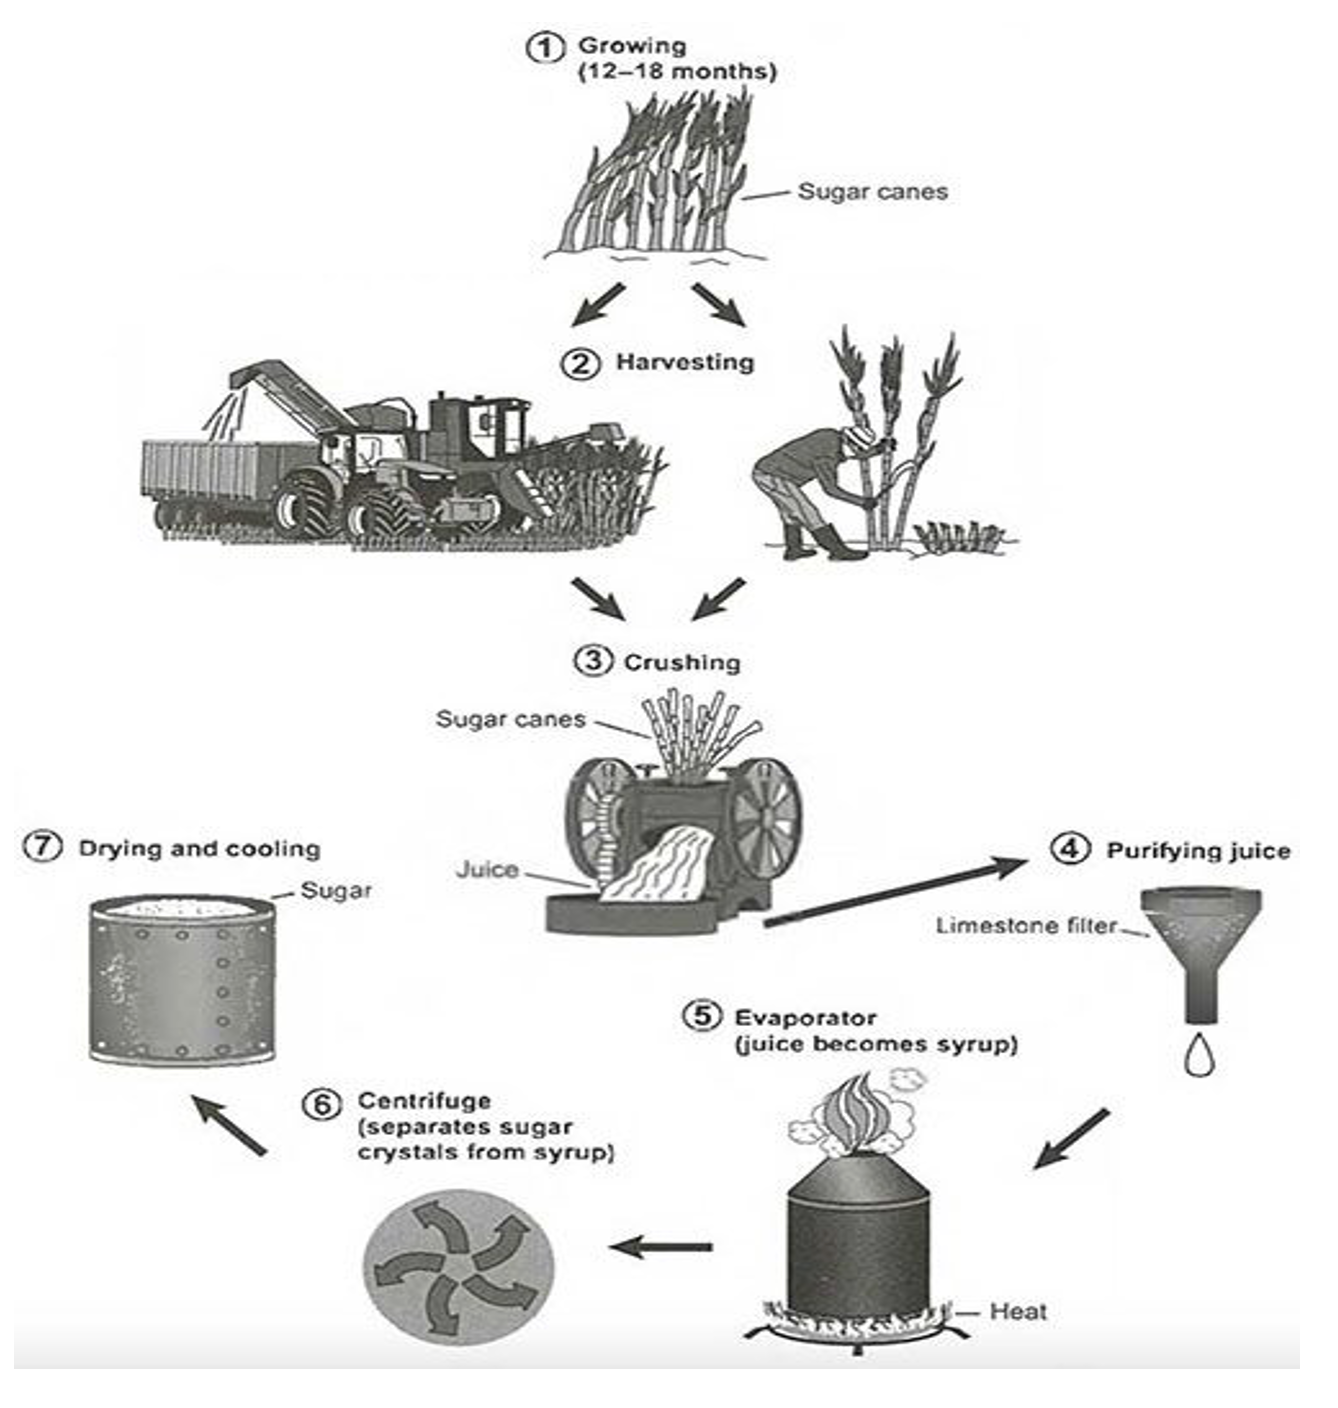 1 Growing
(12–18 months)
Sugar canes
2 Harvesting
3 Crushing
Sugar canes
Juice
4 Purifying juice
Limestone filter
5 Evaporator
(juice becomes syrup)
Heat
6 Centrifuge
(separates sugar
crystals from syrup)
7 Drying and cooling
Sugar